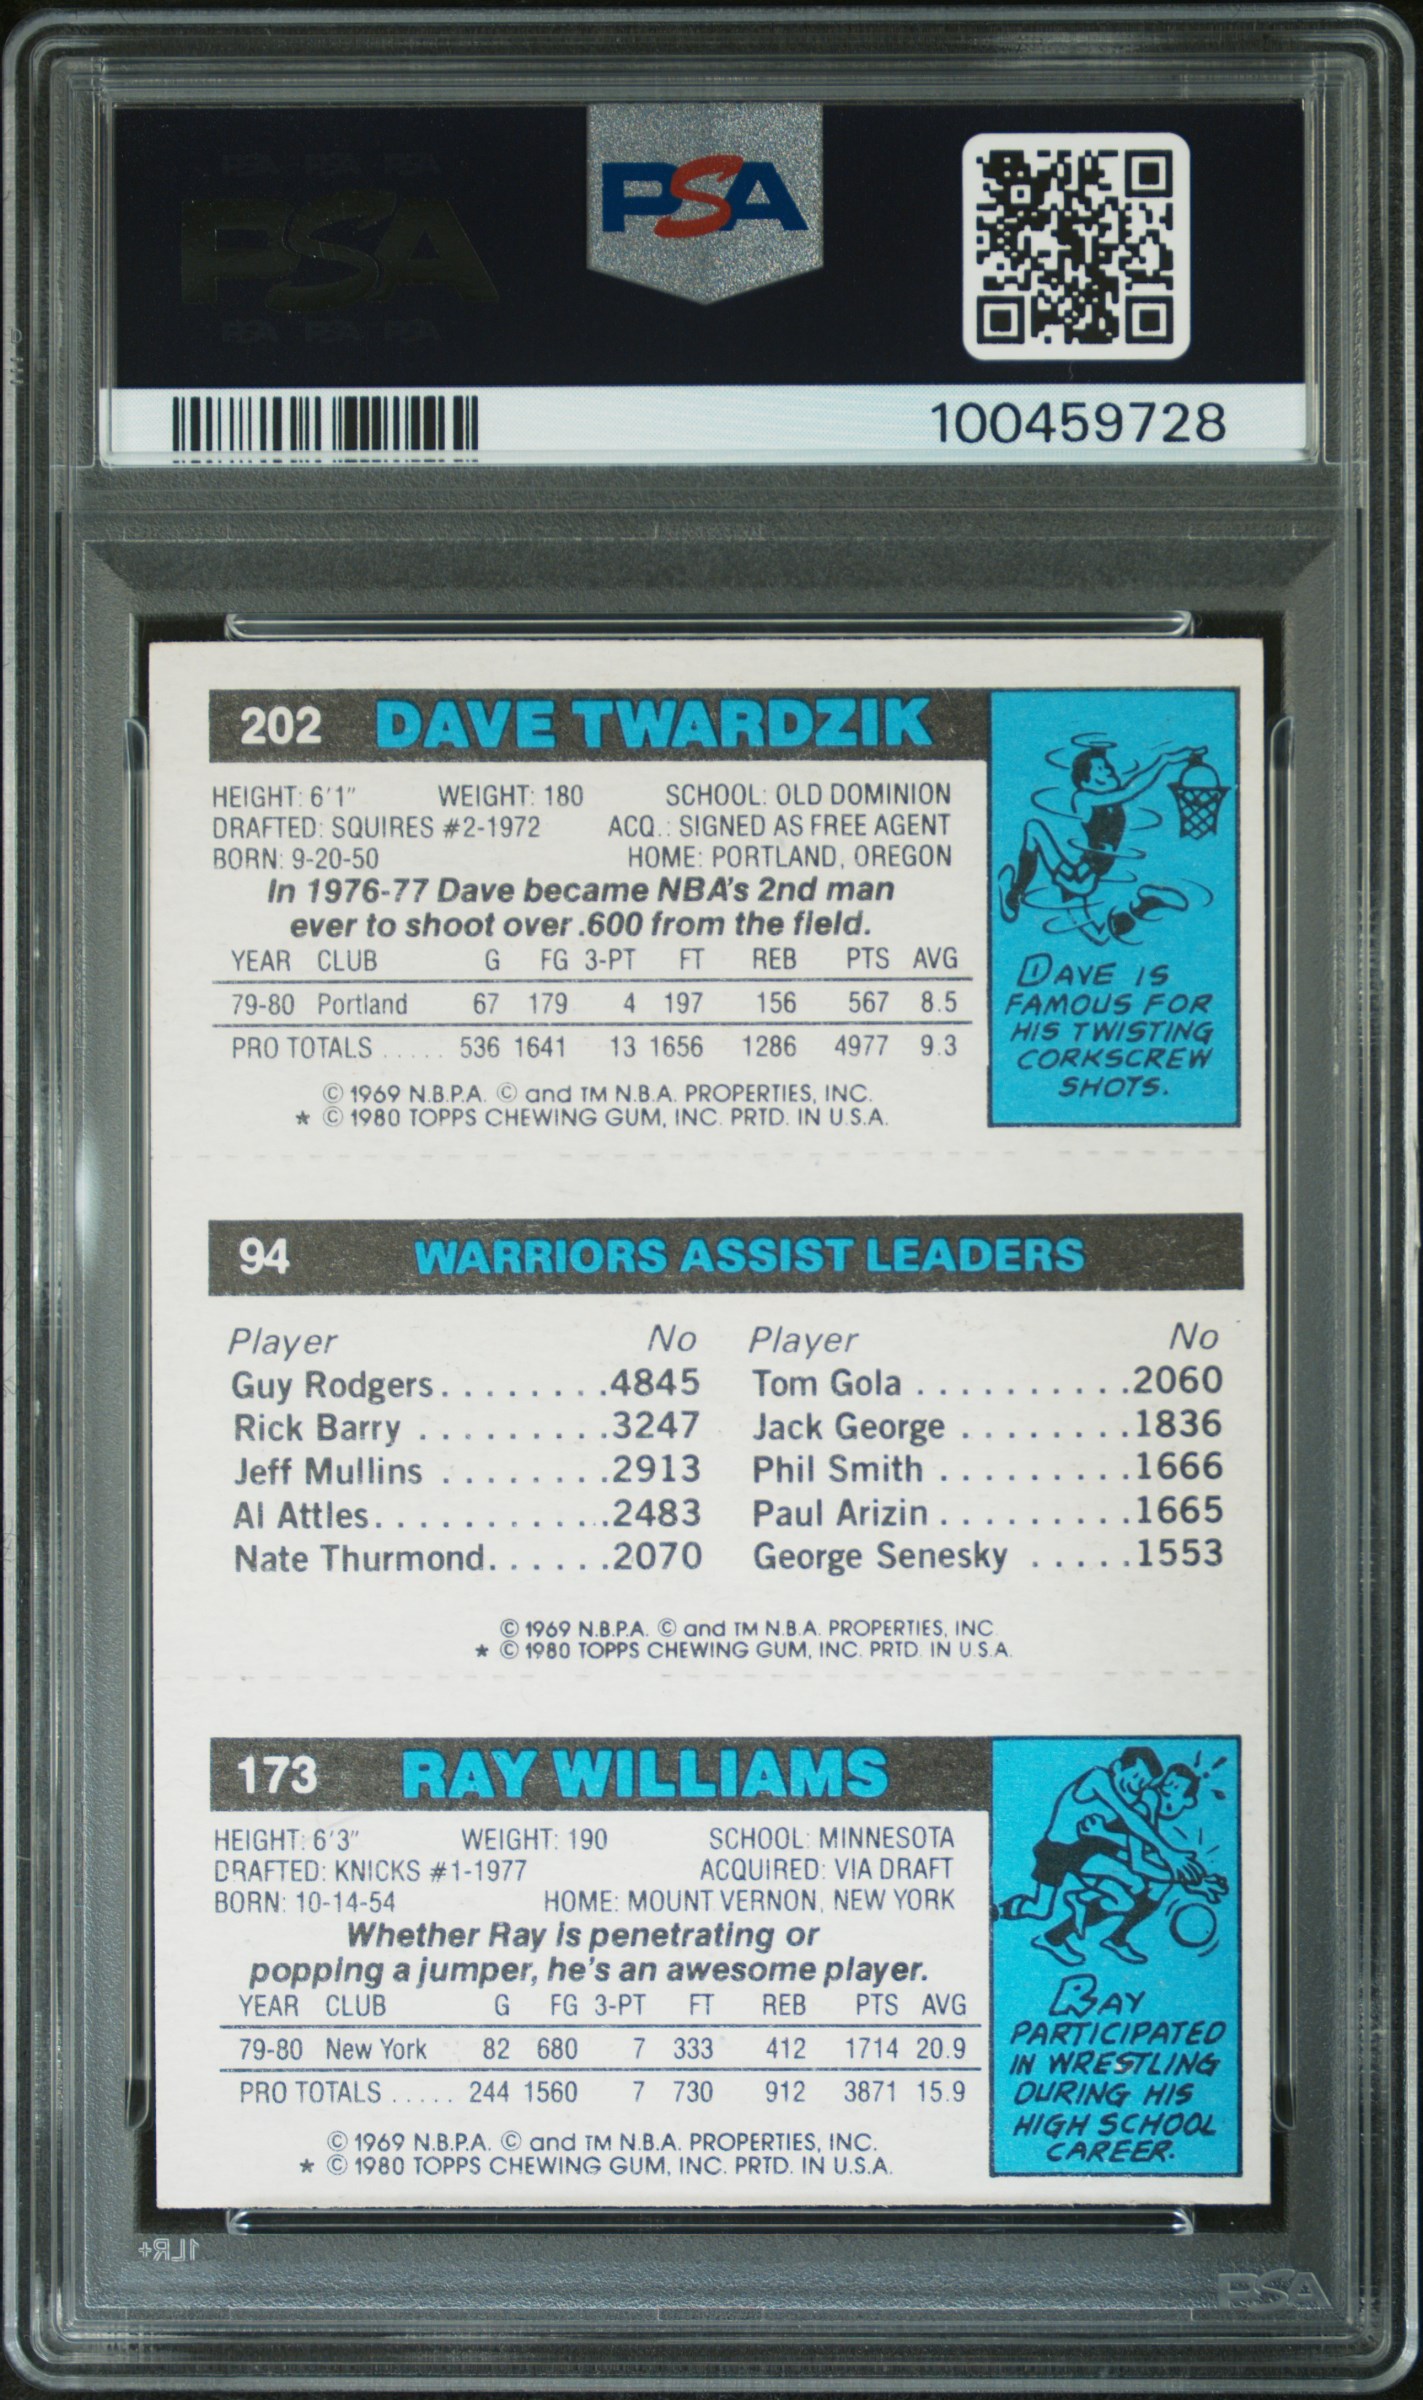 PSA PSA PSA
PSA
PSA PSA PSA
PSA
100459728
202 DAVE TWARDZIK
HEIGHT: 6'1" WEIGHT: 180 SCHOOL: OLD DOMINION
DRAFTED: SQUIRES #2-1972 ACQ.: SIGNED AS FREE AGENT
BORN: 9-20-50 HOME: PORTLAND, OREGON
In 1976-77 Dave became NBA's 2nd man
ever to shoot over .600 from the field.
YEAR CLUB G FG 3-PT FT REB PTS AVG
79-80 Portland 67 179 4 197 156 567 8.5
PRO TOTALS ..... 536 1641 13 1656 1286 4977 9.3
© 1969 N.B.P.A. © and TM N.B.A. PROPERTIES, INC.
* © 1980 TOPPS CHEWING GUM, INC. PRTD. IN U.S.A.
DAVE IS
FAMOUS FOR
HIS TWISTING
CORKSCREW
SHOTS.
94 WARRIORS ASSIST LEADERS
Player No Player No
Guy Rodgers........4845 Tom Gola..........2060
Rick Barry.........3247 Jack George........1836
Jeff Mullins........2913 Phil Smith.........1666
Al Attles...........2483 Paul Arizin.........1665
Nate Thurmond......2070 George Senesky.....1553
© 1969 N.B.P.A. © and TM N.B.A. PROPERTIES, INC.
* © 1980 TOPPS CHEWING GUM, INC. PRTD. IN U.S.A.
173 RAY WILLIAMS
HEIGHT: 6'3" WEIGHT: 190 SCHOOL: MINNESOTA
DRAFTED: KNICKS #1-1977 ACQUIRED: VIA DRAFT
BORN: 10-14-54 HOME: MOUNT VERNON, NEW YORK
Whether Ray is penetrating or
popping a jumper, he's an awesome player.
YEAR CLUB G FG 3-PT FT REB PTS AVG
79-80 New York 82 680 7 333 412 1714 20.9
PRO TOTALS ..... 244 1560 7 730 912 3871 15.9
© 1969 N.B.P.A. © and TM N.B.A. PROPERTIES, INC.
* © 1980 TOPPS CHEWING GUM, INC. PRTD. IN U.S.A.
RAY
PARTICIPATED
IN WRESTLING
DURING HIS
HIGH SCHOOL
CAREER.
1LR+
PSA